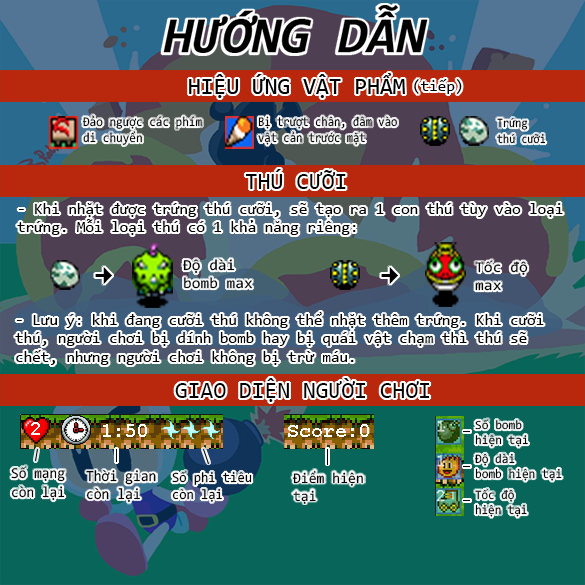 HƯỚNG DẪN
HIỆU ỨNG VẬT PHẨM (tiếp)
Đảo ngược các phím
di chuyển
Bị trượt chân, đâm vào
vật cản trước mặt
Trứng
thú cưỡi
THÚ CƯỠI
- Khi nhặt được trứng thú cưỡi, sẽ tạo ra 1 con thú tùy vào loại
trứng. Mỗi loại thú có 1 khả năng riêng:
Độ dài
bomb max
Tốc độ
max
- Lưu ý: khi đang cưỡi thú không thể nhặt thêm trứng. Khi cưỡi
thú, người chơi bị dính bomb hay bị quái vật chạm thì thú sẽ
chết, nhưng người chơi không bị trừ máu.
GIAO DIỆN NGƯỜI CHƠI
2
1:50
Score:0
Số mạng
còn lại
Thời gian
còn lại
Số phi tiêu
còn lại
Điểm hiện
tại
Số bomb
hiện tại
Độ dài
bomb hiện tại
Tốc độ
hiện tại